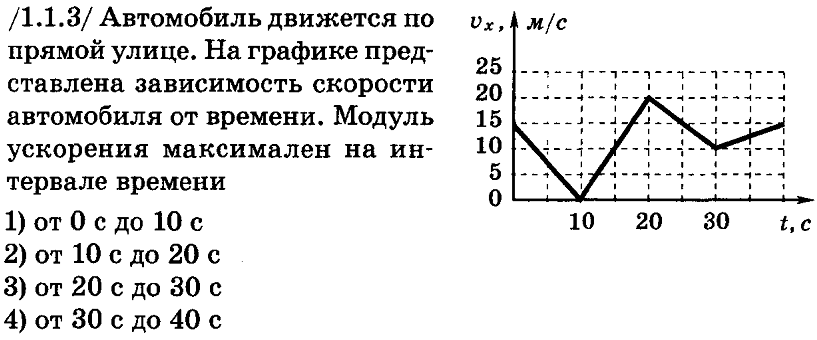 /1.1.3/ Автомобиль движется по
прямой улице. На графике пред-
ставлена зависимость скорости
автомобиля от времени. Модуль
ускорения максимален на ин-
тервале времени
1) от 0 с до 10 с
2) от 10 с до 20 с
3) от 20 с до 30 с
4) от 30 с до 40 с
vₓ, м/с
25
20
15
10
5
0
10 20 30 t, с